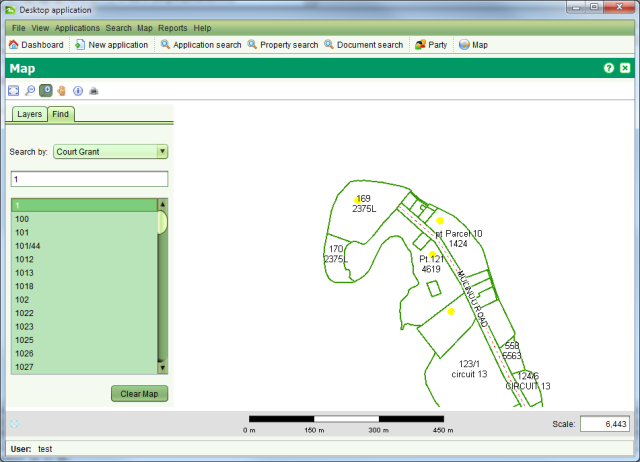 Desktop application
File View Applications Search Map Reports Help
Dashboard New application Application search Property search Document search Party Map
Map
Layers Find
Search by: Court Grant
1
1
100
101
101/44
1012
1013
1018
102
1022
1023
1025
1026
1027
Clear Map
169
2375L
pt Parcel 10
1424
170
2375L
Pt.121
4619
MULINUU ROAD
558
5563
123/1
circuit 13
124/6
CIRCUIT 13
0 m 150 m 300 m 450 m
Scale: 6,443
User: test